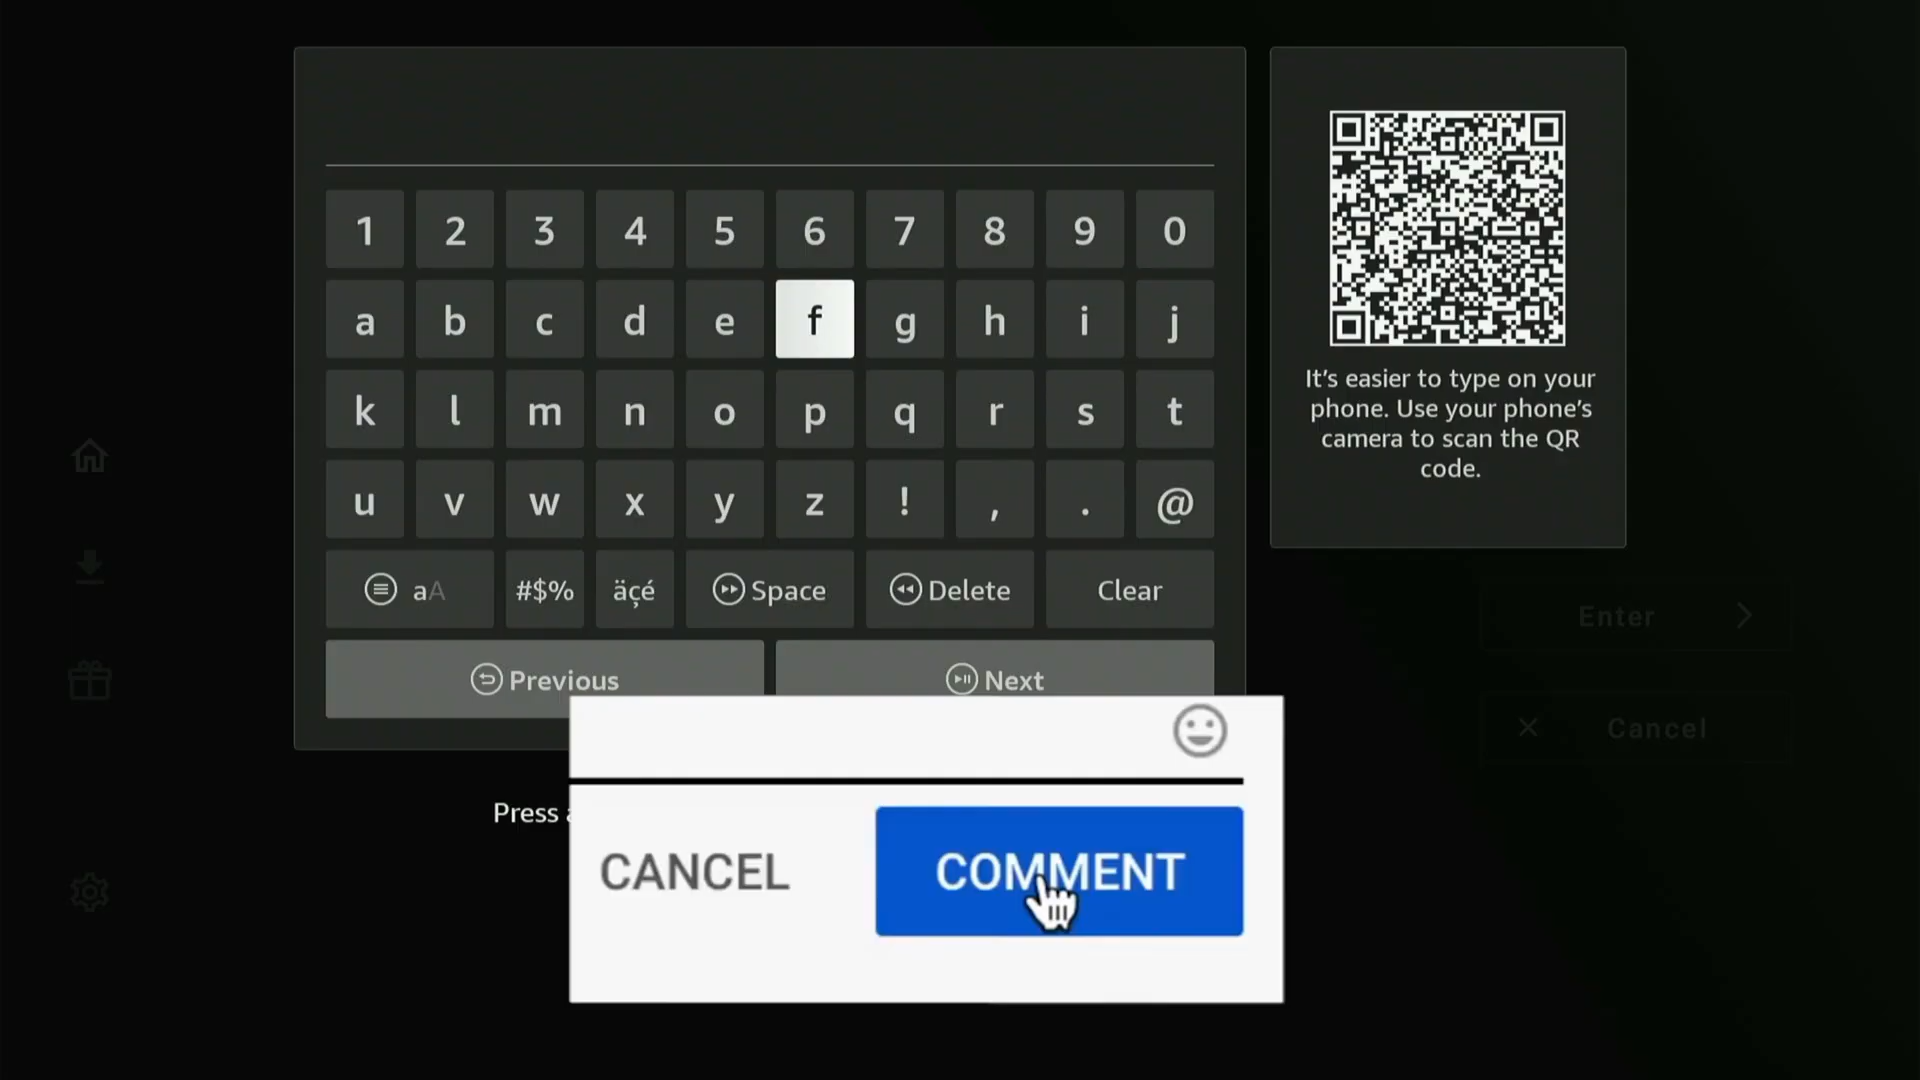 1 2 3 4 5 6 7 8 9 0
a b c d e f g h i j
k l m n o p q r s t
u v w x y z ! , . @
aA #$% äçé Space Delete Clear
Previous Next
It's easier to type on your
phone. Use your phone's
camera to scan the QR
code.
Enter
Cancel
Press
CANCEL COMMENT